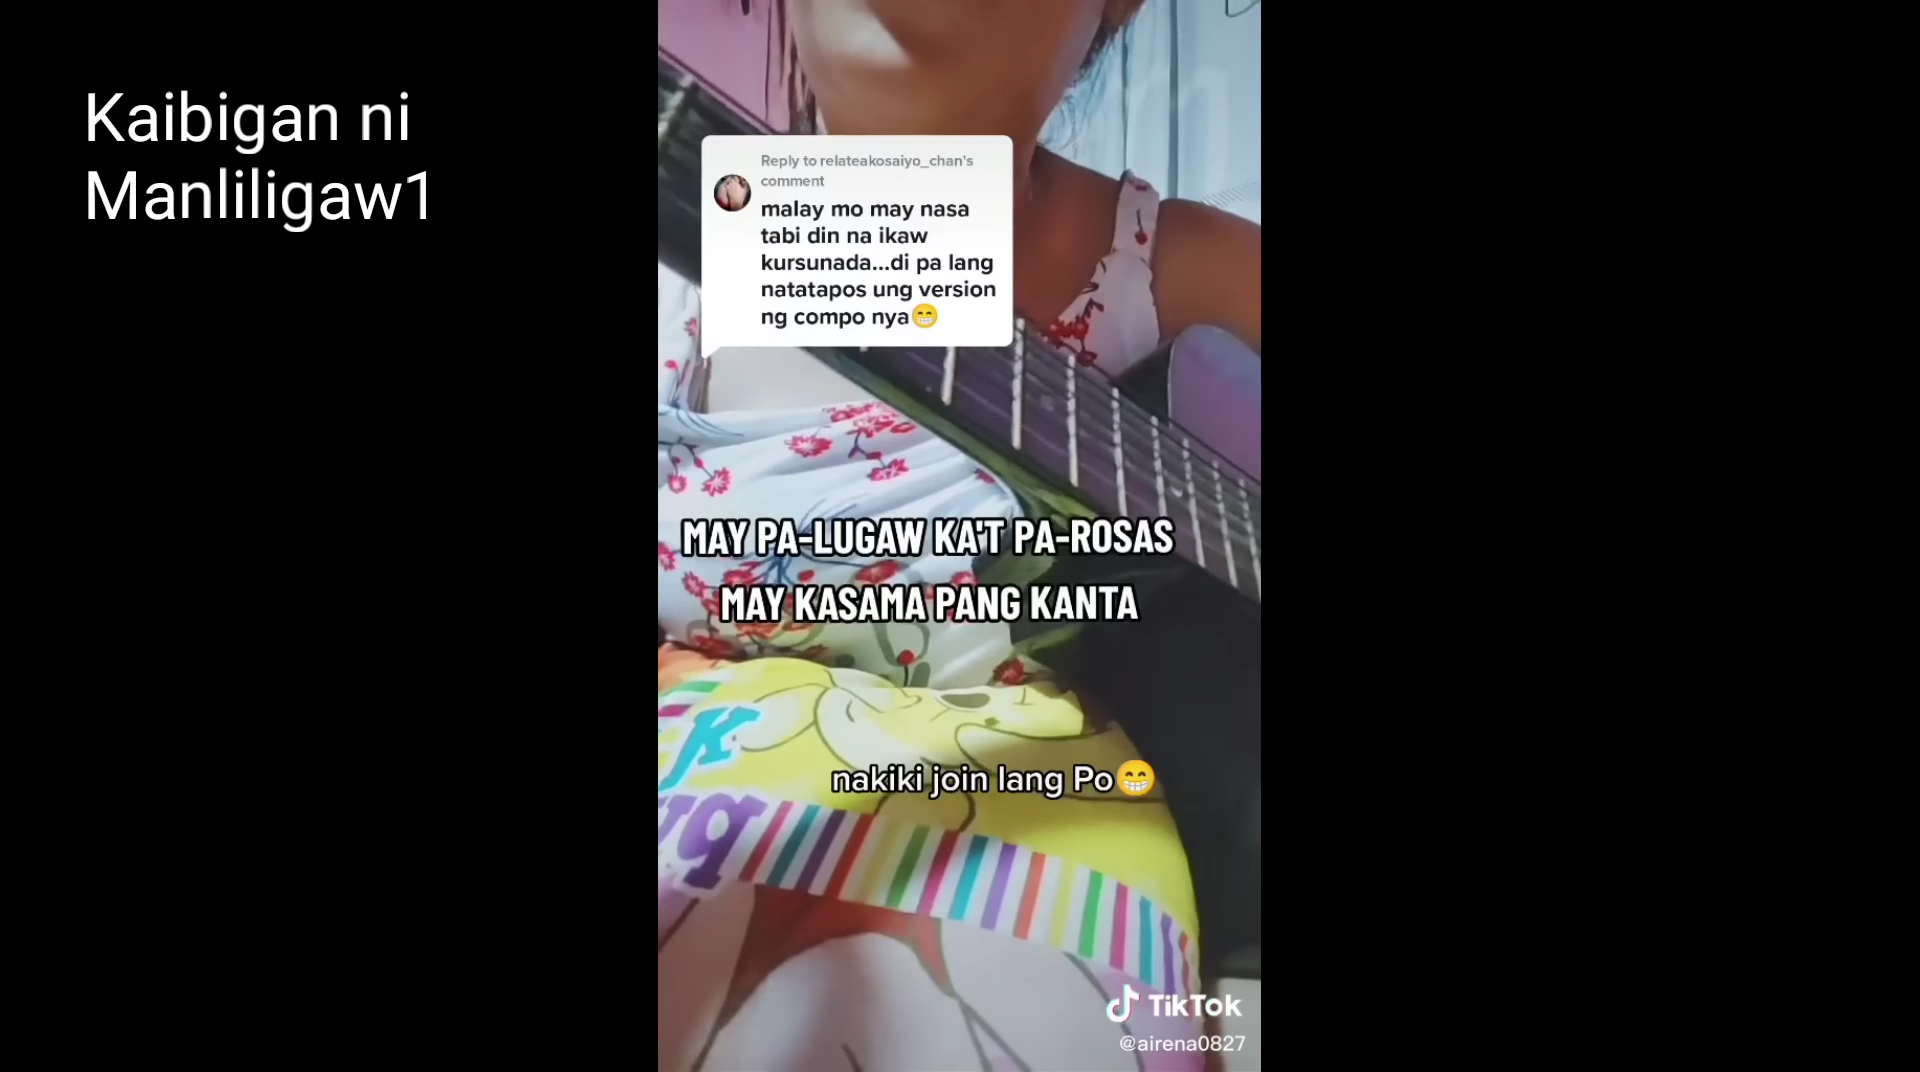 Kaibigan ni
Manliligaw1
Reply to relateakosaiyo_chan's
comment
malay mo may nasa
tabi din na ikaw
kursunada...di pa lang
natatapos ung version
ng compo nya😁
MAY PA-LUGAW KA'T PA-ROSAS
MAY KASAMA PANG KANTA
nakiki join lang Po😁
TikTok
@airena0827